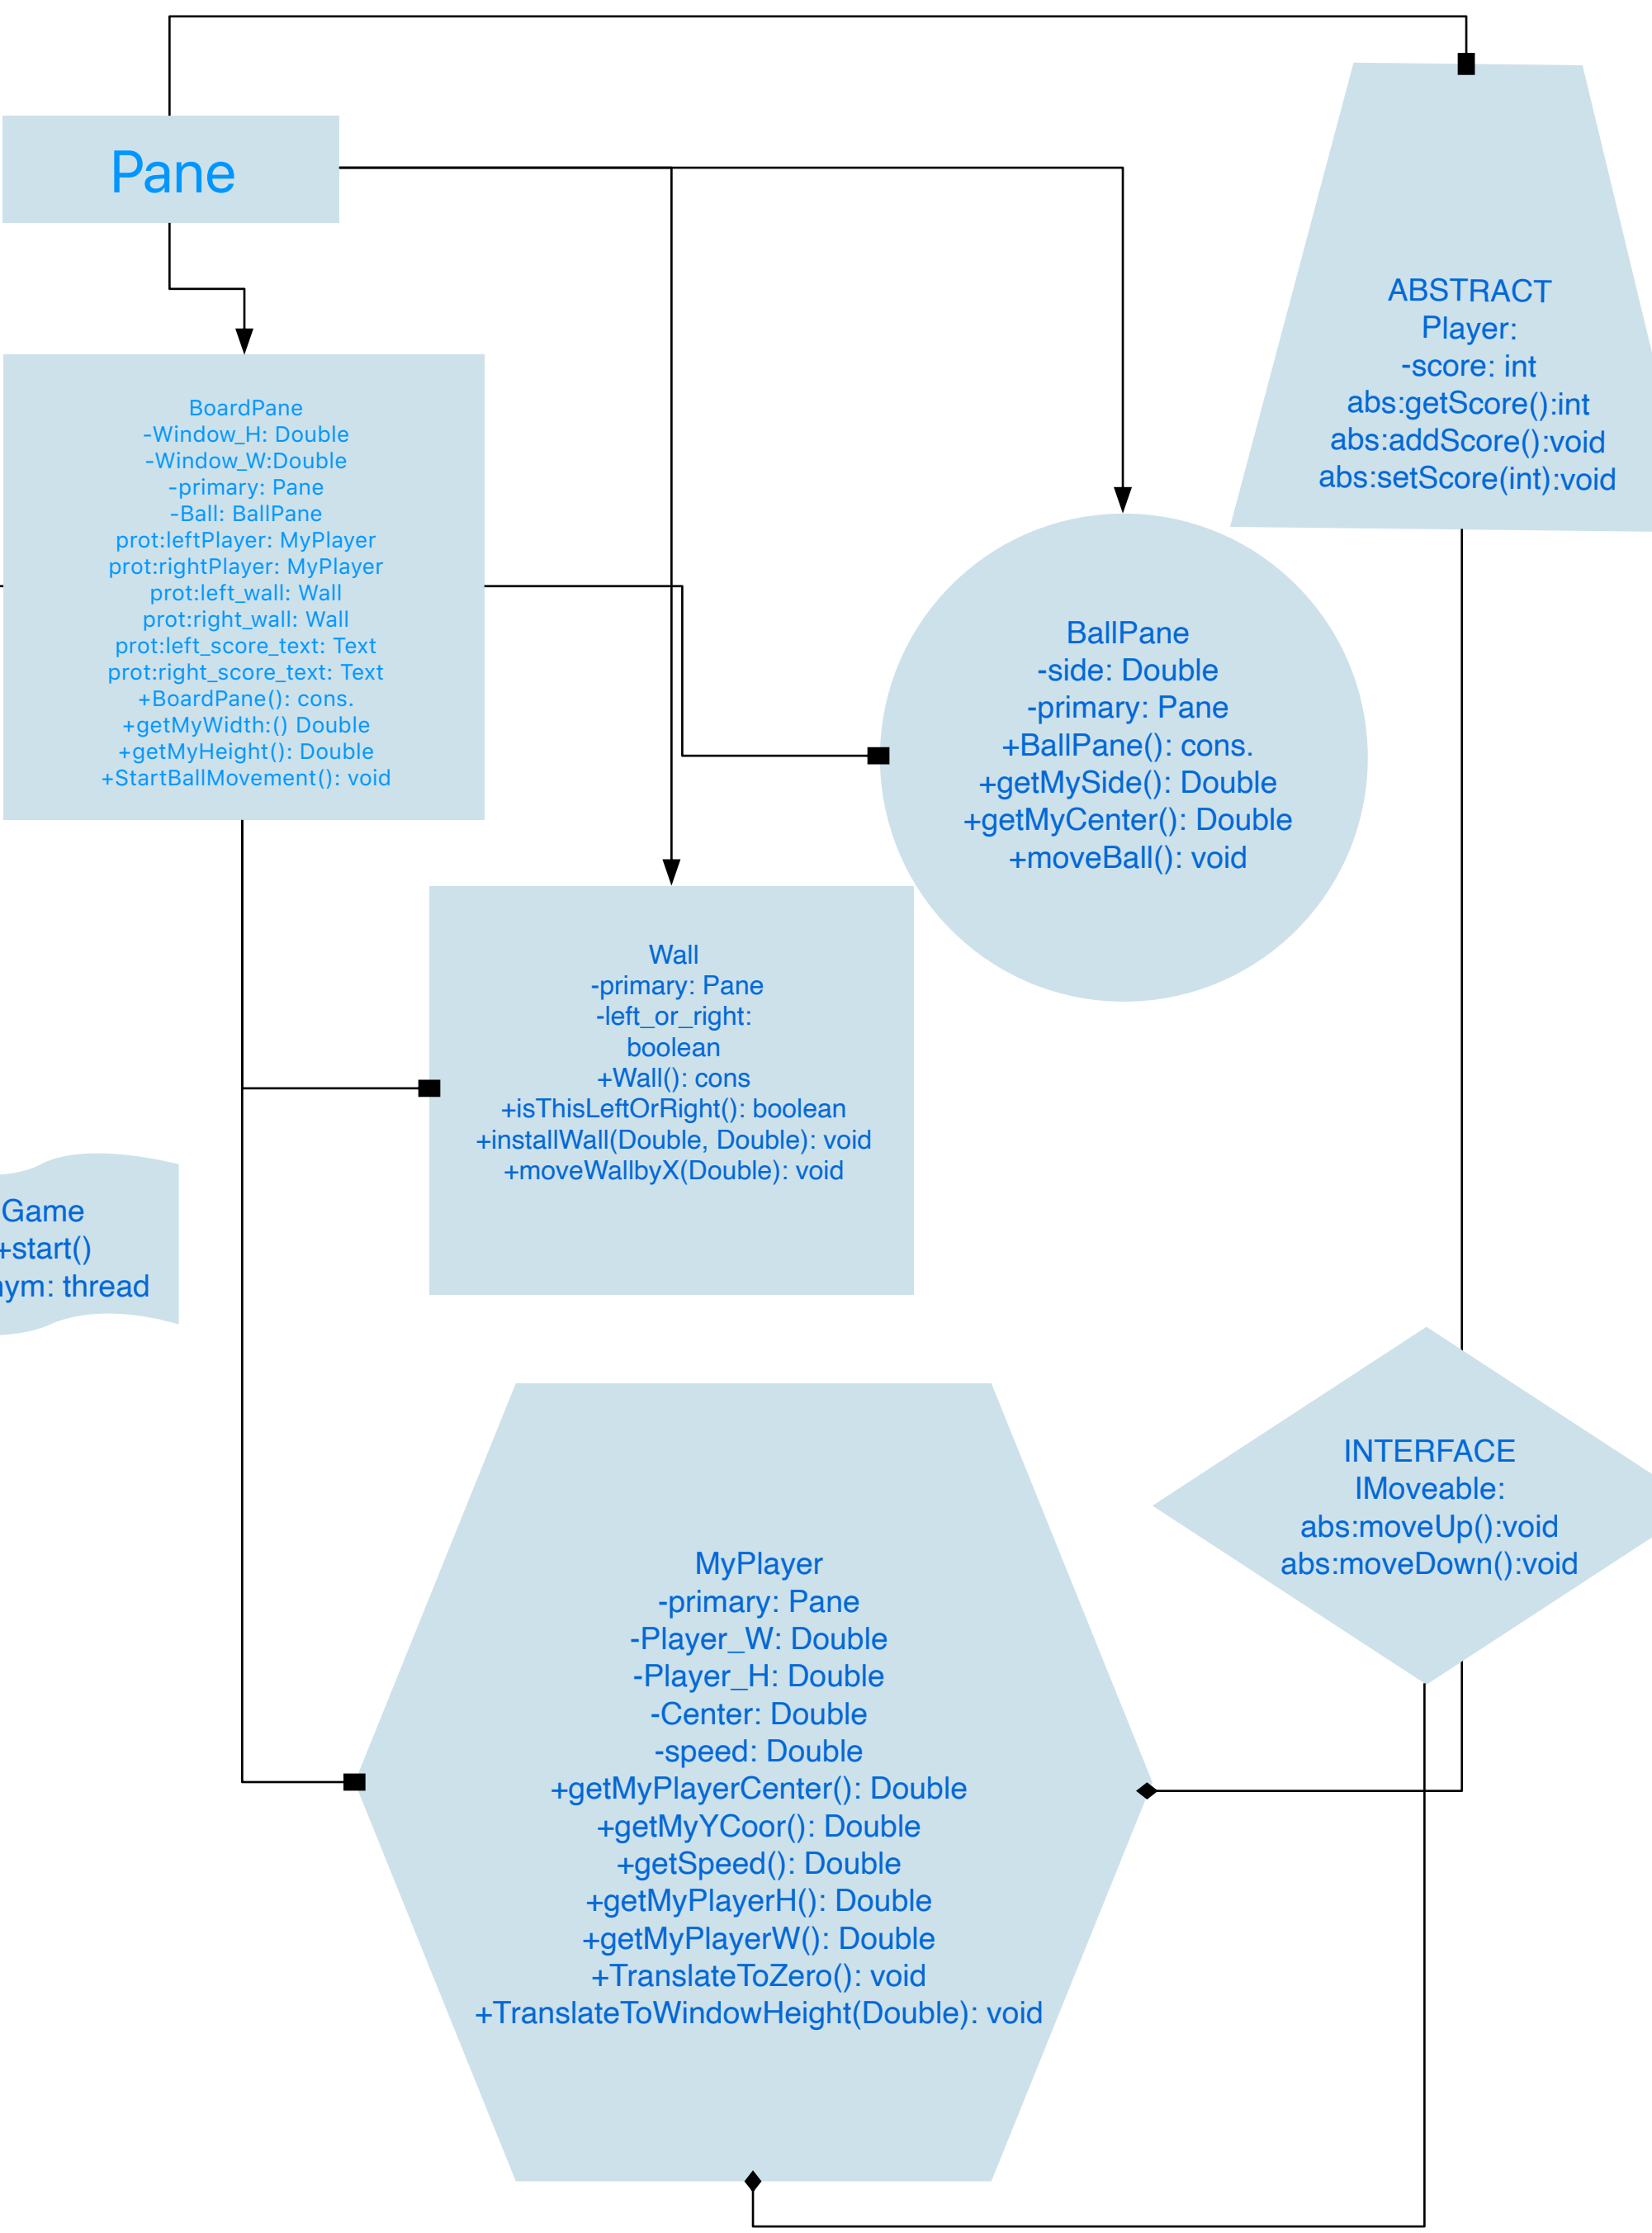 Pane
ABSTRACT
Player:
-score: int
abs:getScore():int
abs:addScore():void
abs:setScore(int):void
BoardPane
-Window_H: Double
-Window_W:Double
-primary: Pane
-Ball: BallPane
prot:leftPlayer: MyPlayer
prot:rightPlayer: MyPlayer
prot:left_wall: Wall
prot:right_wall: Wall
prot:left_score_text: Text
prot:right_score_text: Text
+BoardPane(): cons.
+getMyWidth:() Double
+getMyHeight(): Double
+StartBallMovement(): void
BallPane
-side: Double
-primary: Pane
+BallPane(): cons.
+getMySide(): Double
+getMyCenter(): Double
+moveBall(): void
Wall
-primary: Pane
-left_or_right:
boolean
+Wall(): cons
+isThisLeftOrRight(): boolean
+installWall(Double, Double): void
+moveWallbyX(Double): void
Game
+start()
thread
INTERFACE
IMoveable:
abs:moveUp():void
abs:moveDown():void
MyPlayer
-primary: Pane
-Player_W: Double
-Player_H: Double
-Center: Double
-speed: Double
+getMyPlayerCenter(): Double
+getMyYCoor(): Double
+getSpeed(): Double
+getMyPlayerH(): Double
+getMyPlayerW(): Double
+TranslateToZero(): void
+TranslateToWindowHeight(Double): void